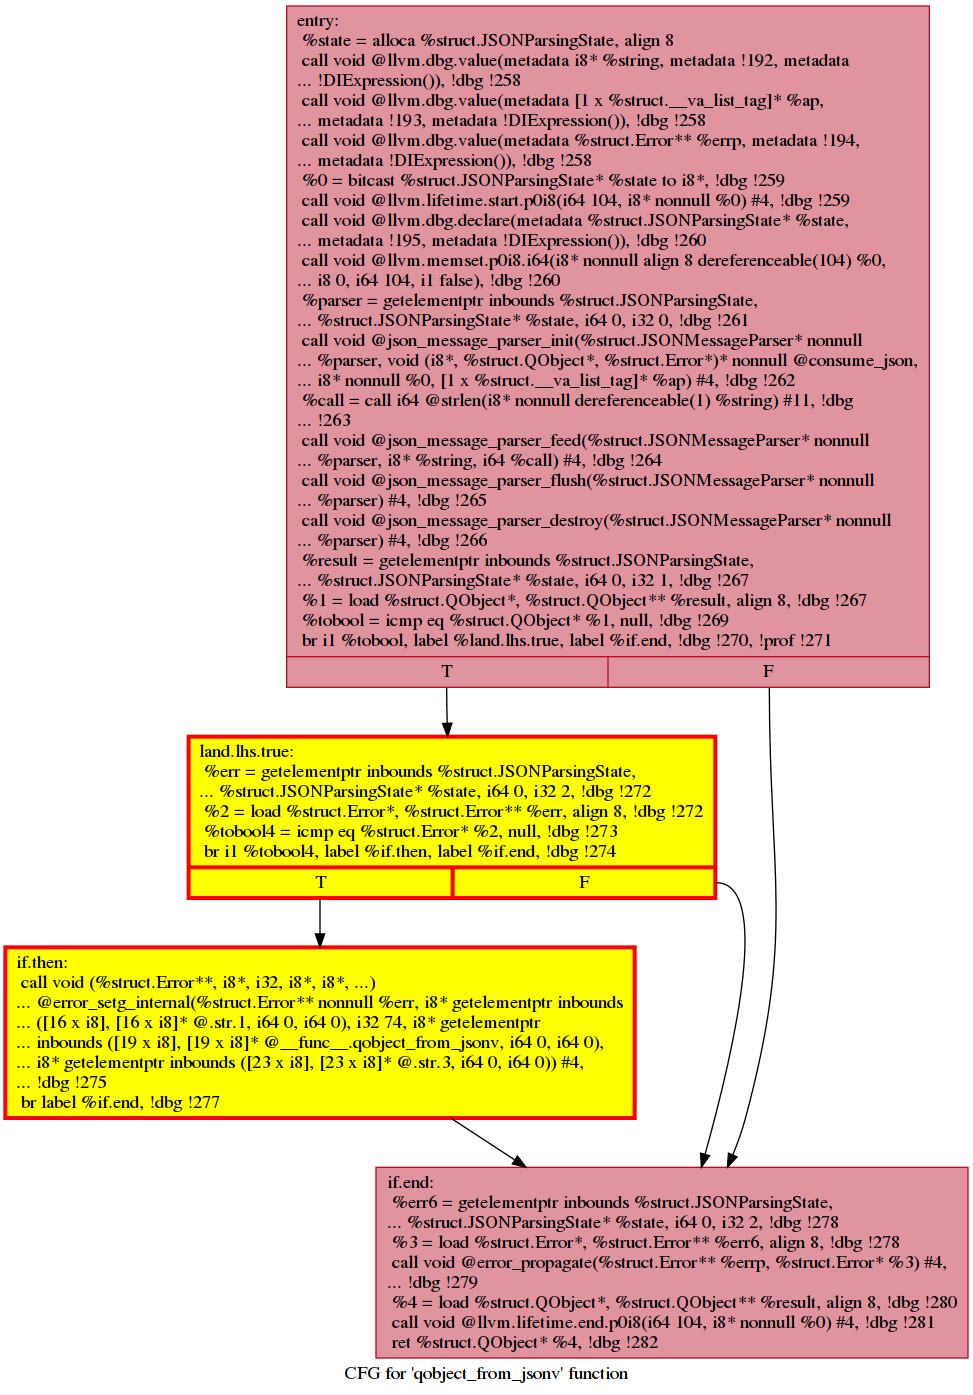 entry:
%state = alloca %struct.JSONParsingState, align 8
call void @llvm.dbg.value(metadata i8* %string, metadata !192, metadata
... !DIExpression()), !dbg !258
call void @llvm.dbg.value(metadata [1 x %struct.__va_list_tag]* %ap,
... metadata !193, metadata !DIExpression()), !dbg !258
call void @llvm.dbg.value(metadata %struct.Error** %errp, metadata !194,
... metadata !DIExpression()), !dbg !258
%0 = bitcast %struct.JSONParsingState* %state to i8*, !dbg !259
call void @llvm.lifetime.start.p0i8(i64 104, i8* nonnull %0) #4, !dbg !259
call void @llvm.dbg.declare(metadata %struct.JSONParsingState* %state,
... metadata !195, metadata !DIExpression()), !dbg !260
call void @llvm.memset.p0i8.i64(i8* nonnull align 8 dereferenceable(104) %0,
... i8 0, i64 104, i1 false), !dbg !260
%parser = getelementptr inbounds %struct.JSONParsingState,
... %struct.JSONParsingState* %state, i64 0, i32 0, !dbg !261
call void @json_message_parser_init(%struct.JSONMessageParser* nonnull
... %parser, void (i8*, %struct.QObject*, %struct.Error*)* nonnull @consume_json,
... i8* nonnull %0, [1 x %struct.__va_list_tag]* %ap) #4, !dbg !262
%call = call i64 @strlen(i8* nonnull dereferenceable(1) %string) #11, !dbg
... !263
call void @json_message_parser_feed(%struct.JSONMessageParser* nonnull
... %parser, i8* %string, i64 %call) #4, !dbg !264
call void @json_message_parser_flush(%struct.JSONMessageParser* nonnull
... %parser) #4, !dbg !265
call void @json_message_parser_destroy(%struct.JSONMessageParser* nonnull
... %parser) #4, !dbg !266
%result = getelementptr inbounds %struct.JSONParsingState,
... %struct.JSONParsingState* %state, i64 0, i32 1, !dbg !267
%1 = load %struct.QObject*, %struct.QObject** %result, align 8, !dbg !267
%tobool = icmp eq %struct.QObject* %1, null, !dbg !269
br i1 %tobool, label %land.lhs.true, label %if.end, !dbg !270, !prof !271
T F
land.lhs.true:
%err = getelementptr inbounds %struct.JSONParsingState,
... %struct.JSONParsingState* %state, i64 0, i32 2, !dbg !272
%2 = load %struct.Error*, %struct.Error** %err, align 8, !dbg !272
%tobool4 = icmp eq %struct.Error* %2, null, !dbg !273
br i1 %tobool4, label %if.then, label %if.end, !dbg !274
T F
if.then:
call void (%struct.Error**, i8*, i32, i8*, i8*, ...)
... @error_setg_internal(%struct.Error** nonnull %err, i8* getelementptr inbounds
... ([16 x i8], [16 x i8]* @.str.1, i64 0, i64 0), i32 74, i8* getelementptr
... inbounds ([19 x i8], [19 x i8]* @__func__.qobject_from_jsonv, i64 0, i64 0),
... i8* getelementptr inbounds ([23 x i8], [23 x i8]* @.str.3, i64 0, i64 0)) #4,
... !dbg !275
br label %if.end, !dbg !277
if.end:
%err6 = getelementptr inbounds %struct.JSONParsingState,
... %struct.JSONParsingState* %state, i64 0, i32 2, !dbg !278
%3 = load %struct.Error*, %struct.Error** %err6, align 8, !dbg !278
call void @error_propagate(%struct.Error** %errp, %struct.Error* %3) #4,
... !dbg !279
%4 = load %struct.QObject*, %struct.QObject** %result, align 8, !dbg !280
call void @llvm.lifetime.end.p0i8(i64 104, i8* nonnull %0) #4, !dbg !281
ret %struct.QObject* %4, !dbg !282
CFG for 'qobject_from_jsonv' function